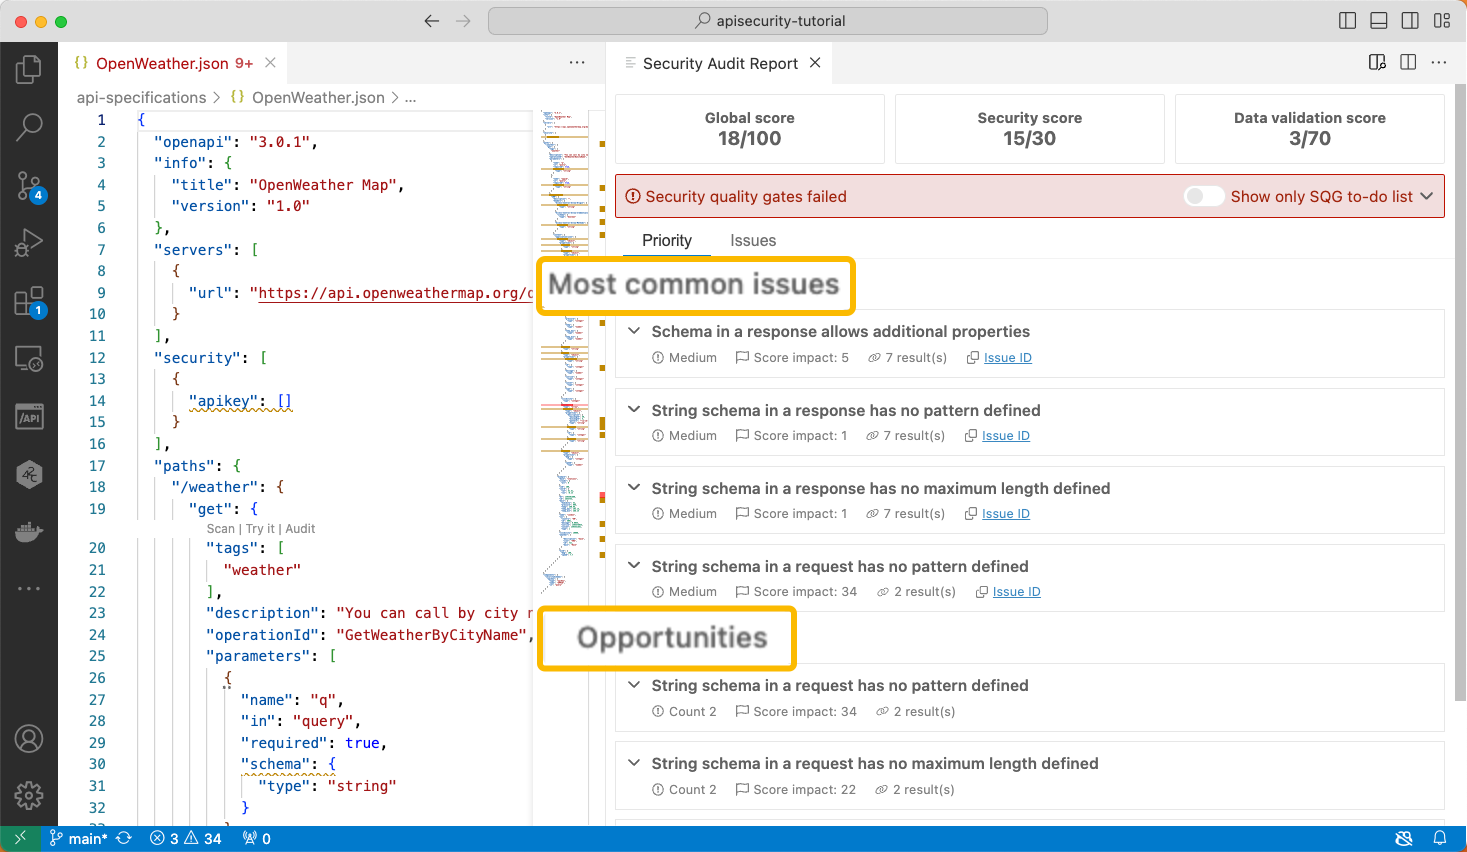 apisecurity-tutorial
OpenWeather.json 9+
Security Audit Report
api-specifications > {} OpenWeather.json > ...
1 {
2 "openapi": "3.0.1",
3 "info": {
4 "title": "OpenWeather Map",
5 "version": "1.0"
6 },
7 "servers": [
8 {
9 "url": "https://api.openweathermap.org/
10 }
11 ],
12 "security": [
13 {
14 "apikey": []
15 }
16 ],
17 "paths": {
18 "/weather": {
19 "get": {
Scan | Try it | Audit
20 "tags": [
21 "weather"
22 ],
23 "description": "You can call by city
24 "operationId": "GetWeatherByCityName",
25 "parameters": [
26 {
27 "name": "q",
28 "in": "query",
29 "required": true,
30 "schema": {
31 "type": "string"
32 }
Global score
18/100
Security score
15/30
Data validation score
3/70
Security quality gates failed
Show only SQG to-do list
Priority
Issues
Most common issues
Schema in a response allows additional properties
Medium Score impact: 5 7 result(s) Issue ID
String schema in a response has no pattern defined
Medium Score impact: 1 7 result(s) Issue ID
String schema in a response has no maximum length defined
Medium Score impact: 1 7 result(s) Issue ID
String schema in a request has no pattern defined
Medium Score impact: 34 2 result(s) Issue ID
Opportunities
String schema in a request has no pattern defined
Count 2 Score impact: 34 2 result(s)
String schema in a request has no maximum length defined
Count 2 Score impact: 22 2 result(s)
4
1
/API
42C
main* 3 34 0